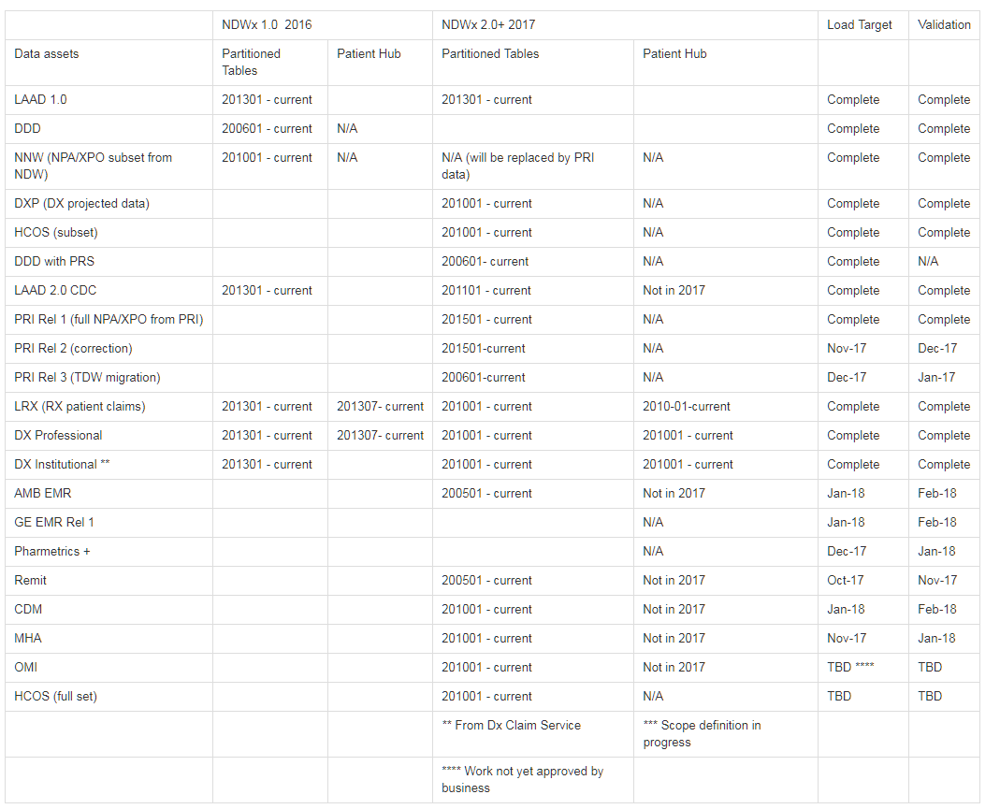 NDWx 1.0 2016 NDWx 2.0+ 2017 Load Target Validation
Data assets Partitioned Tables Patient Hub Partitioned Tables Patient Hub
LAAD 1.0 201301 - current 201301 - current Complete Complete
DDD 200601 - current N/A Complete Complete
NNW (NPA/XPO subset from NDW) 201001 - current N/A N/A (will be replaced by PRI data) N/A Complete Complete
DXP (DX projected data) 201001 - current N/A Complete Complete
HCOS (subset) 201001 - current N/A Complete Complete
DDD with PRS 200601- current N/A Complete N/A
LAAD 2.0 CDC 201301 - current 201101 - current Not in 2017 Complete Complete
PRI Rel 1 (full NPA/XPO from PRI) 201501 - current N/A Complete Complete
PRI Rel 2 (correction) 201501-current N/A Nov-17 Dec-17
PRI Rel 3 (TDW migration) 200601-current N/A Dec-17 Jan-17
LRX (RX patient claims) 201301 - current 201307- current 201001 - current 2010-01-current Complete Complete
DX Professional 201301 - current 201307- current 201001 - current 201001 - current Complete Complete
DX Institutional ** 201301 - current 201001 - current 201001 - current Complete Complete
AMB EMR 200501 - current Not in 2017 Jan-18 Feb-18
GE EMR Rel 1 N/A Jan-18 Feb-18
Pharmetrics + N/A Dec-17 Jan-18
Remit 200501 - current Not in 2017 Oct-17 Nov-17
CDM 201001 - current Not in 2017 Jan-18 Feb-18
MHA 201001 - current Not in 2017 Nov-17 Jan-18
OMI 201001 - current Not in 2017 TBD **** TBD
HCOS (full set) 201001 - current N/A TBD TBD
** From Dx Claim Service *** Scope definition in progress
**** Work not yet approved by business